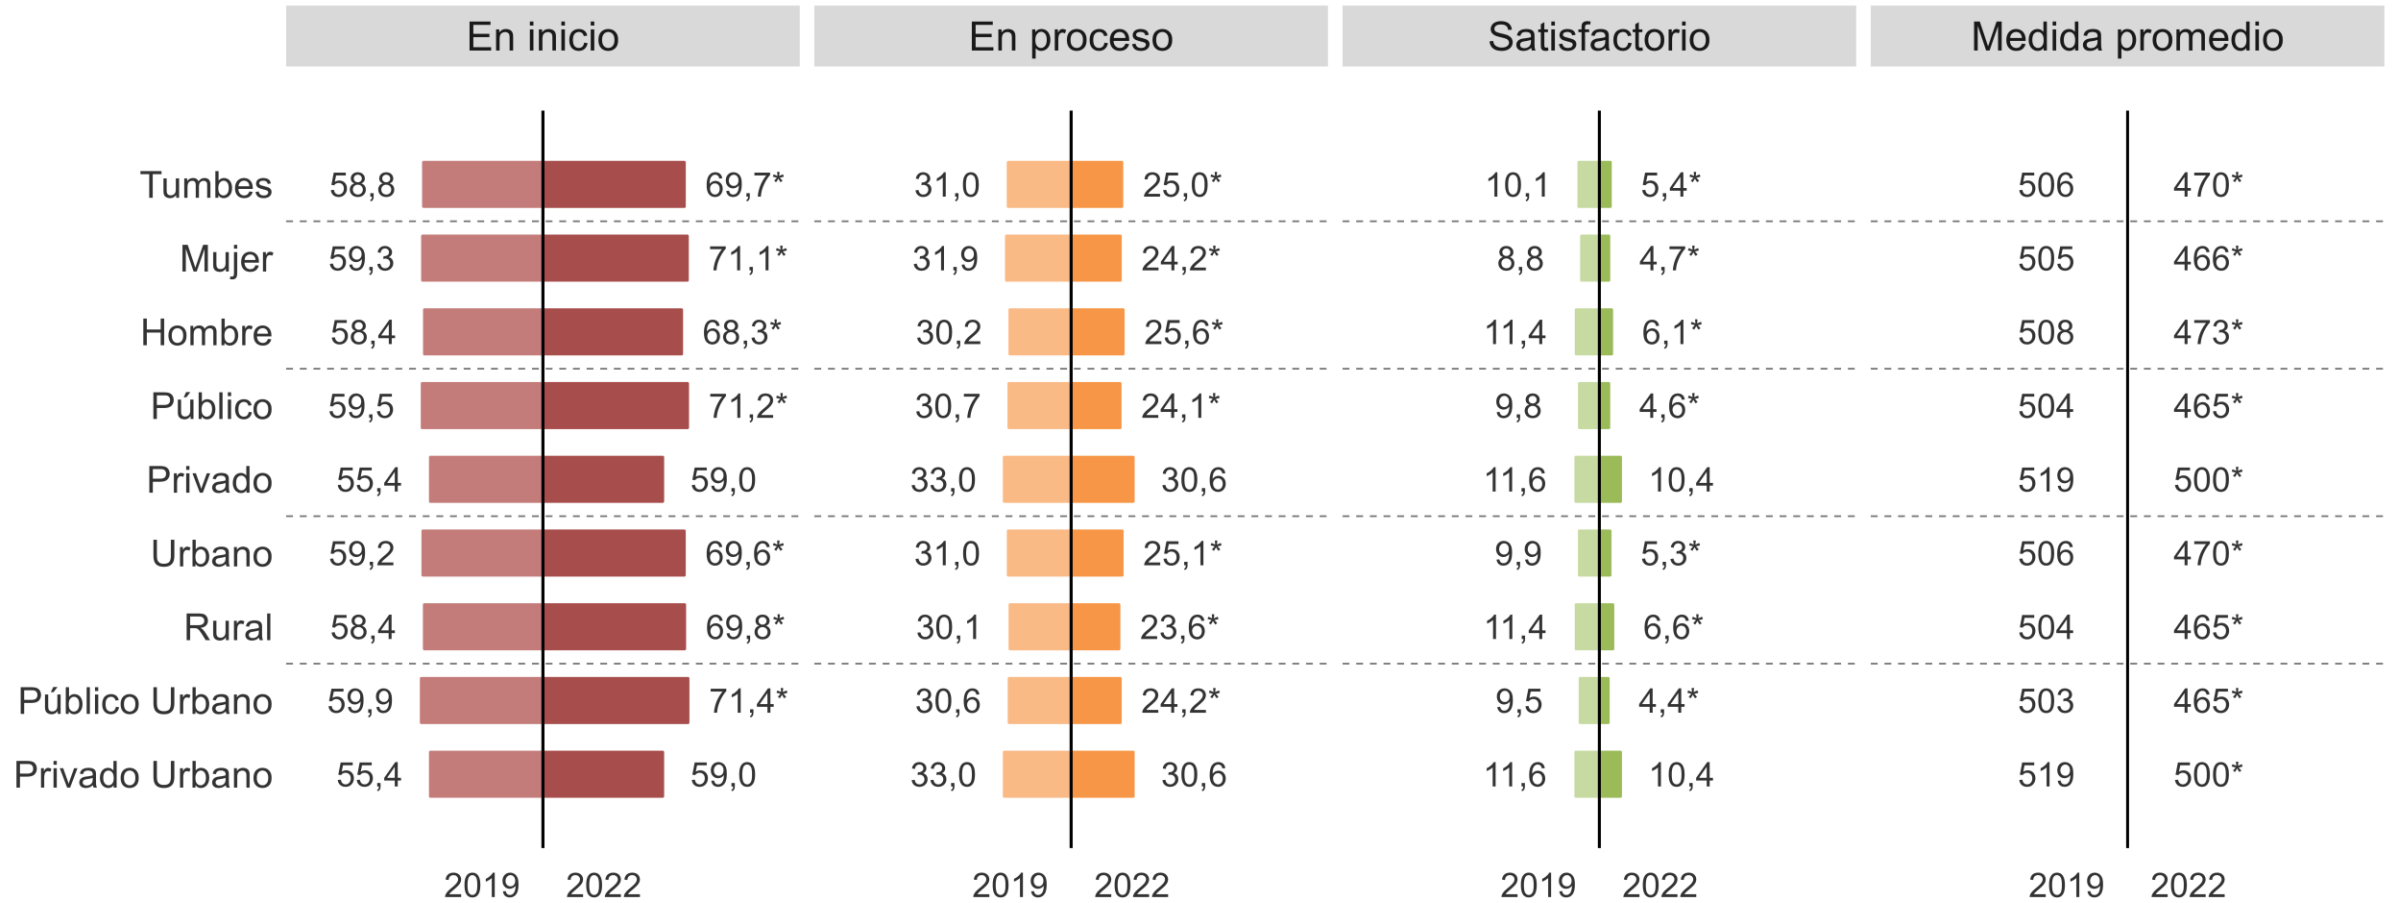 En inicio En proceso Satisfactorio Medida promedio
Tumbes 58,8 69,7* 31,0 25,0* 10,1 5,4* 506 470*
Mujer 59,3 71,1* 31,9 24,2* 8,8 4,7* 505 466*
Hombre 58,4 68,3* 30,2 25,6* 11,4 6,1* 508 473*
Público 59,5 71,2* 30,7 24,1* 9,8 4,6* 504 465*
Privado 55,4 59,0 33,0 30,6 11,6 10,4 519 500*
Urbano 59,2 69,6* 31,0 25,1* 9,9 5,3* 506 470*
Rural 58,4 69,8* 30,1 23,6* 11,4 6,6* 504 465*
Público Urbano 59,9 71,4* 30,6 24,2* 9,5 4,4* 503 465*
Privado Urbano 55,4 59,0 33,0 30,6 11,6 10,4 519 500*
2019 2022 2019 2022 2019 2022 2019 2022